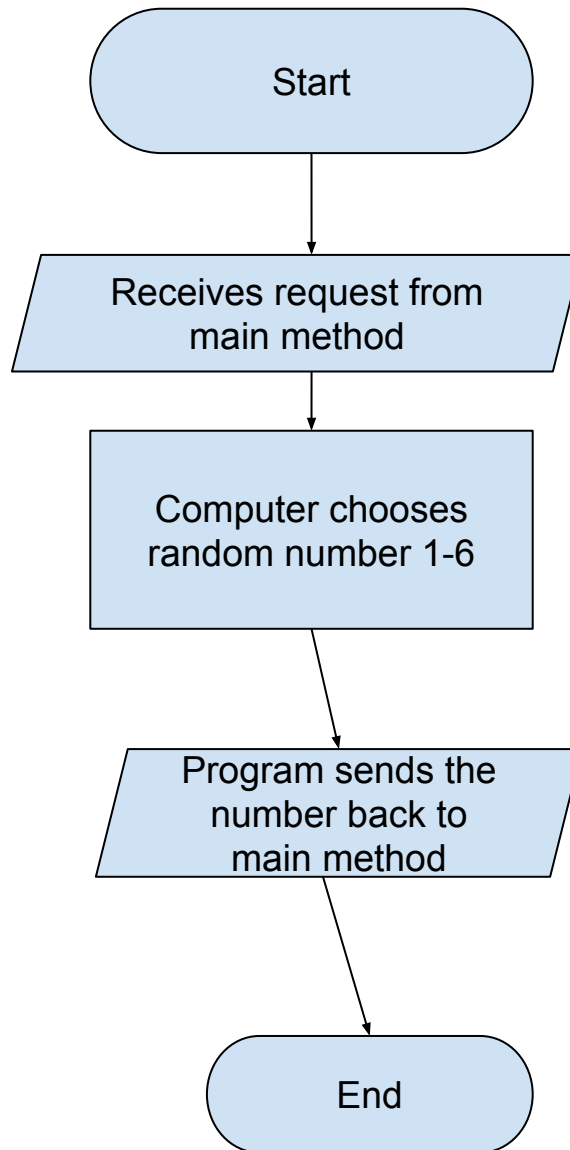 Start
Receives request from
main method
Computer chooses
random number 1-6
Program sends the
number back to
main method
End